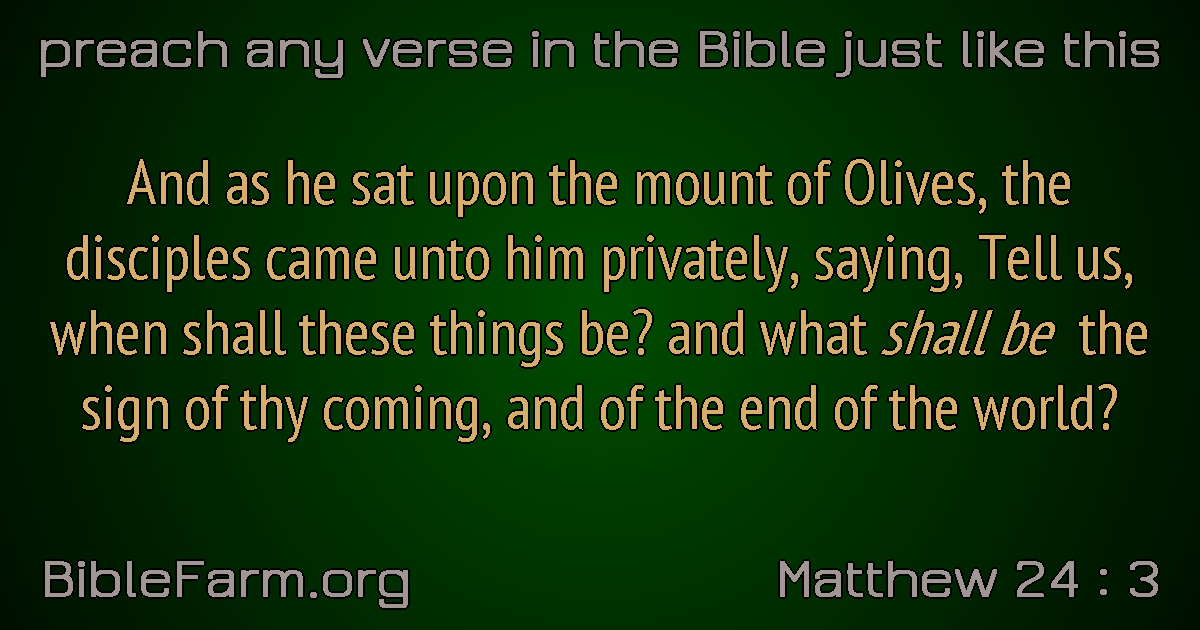 preach any verse in the Bible just like this
And as he sat upon the mount of Olives, the
disciples came unto him privately, saying, Tell us,
when shall these things be? and what shall be the
sign of thy coming, and of the end of the world?
BibleFarm.org
Matthew 24 : 3